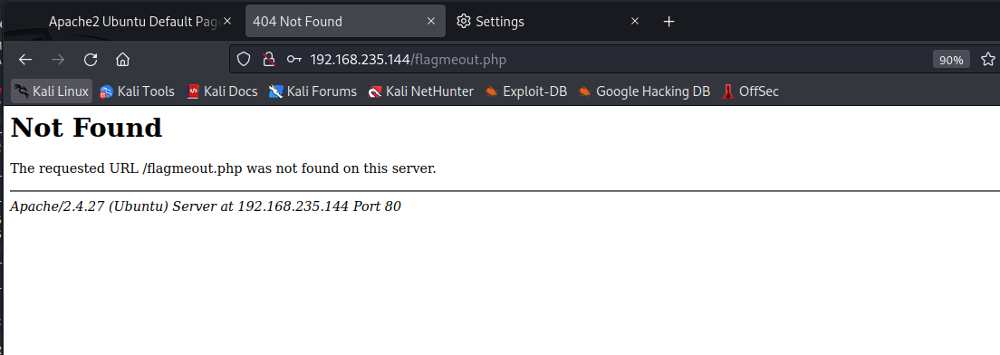 Apache2 Ubuntu Default Pag
404 Not Found
Settings
192.168.235.144/flagmeout.php
90%
Kali Linux
Kali Tools
Kali Docs
Kali Forums
Kali NetHunter
Exploit-DB
Google Hacking DB
OffSec
Not Found
The requested URL /flagmeout.php was not found on this server.
Apache/2.4.27 (Ubuntu) Server at 192.168.235.144 Port 80